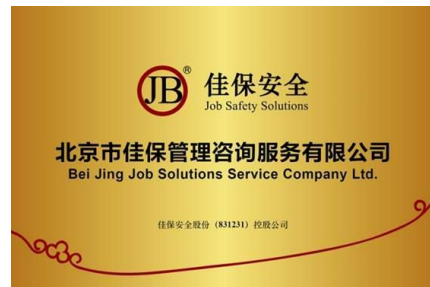 JB®
佳保安全
Job Safety Solutions
北京市佳保管理咨询服务有限公司
Bei Jing Job Solutions Service Company Ltd.
佳保安全股份（831231）控股公司